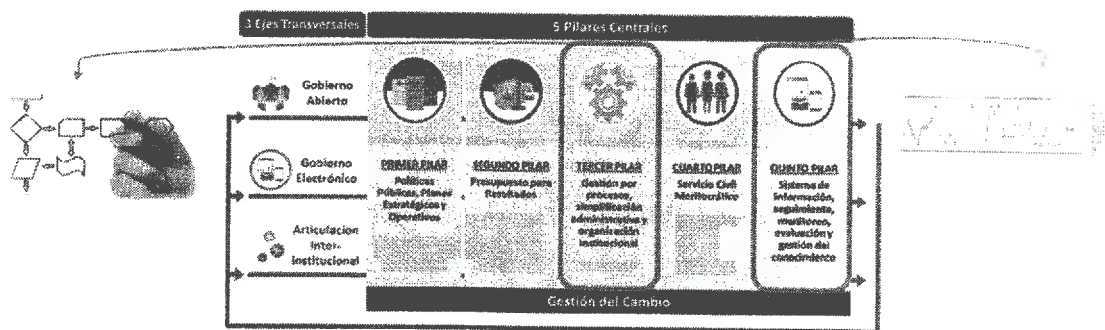 3 Ejes Transversales
5 Pilares Centrales
Gobierno
Abierto
Gobierno
Electrónico
Articulacion
Inter-
institucional
PRIMER PILAR
Políticas
Públicas, Planes
Estratégicos y
Operativos
SEGUNDO PILAR
Presupuesto para
Resultados
TERCER PILAR
Gestión por
procesos,
simplificación
administrativa y
organización
institucional
CUARTO PILAR
Servicio Civil
Meritocrático
QUINTO PILAR
Sistema de
información,
seguimiento,
monitoreo,
evaluación y
gestión del
conocimiento
Gestión del Cambio